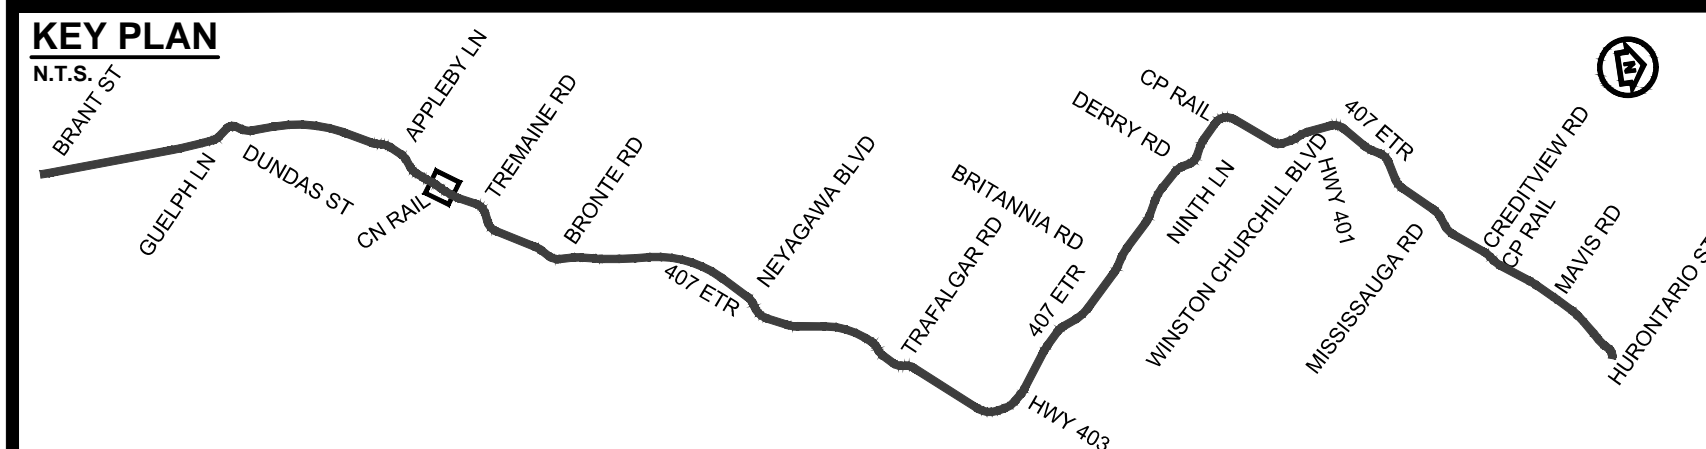 KEY PLAN
N.T.S.
BRANT ST
GUELPH LN
DUNDAS ST
APPLEBY LN
CN RAIL
TREMAINE RD
BRONTE RD
407 ETR
NEYAGAWA BLVD
TRAFALGAR RD
HWY 403
407 ETR
BRITANNIA RD
DERRY RD
CP RAIL
NINTH LN
WINSTON CHURCHILL BLVD
HWY 401
407 ETR
MISSISSAUGA RD
CREDITVIEW RD
CP RAIL
MAVIS RD
HURONTARIO ST
N